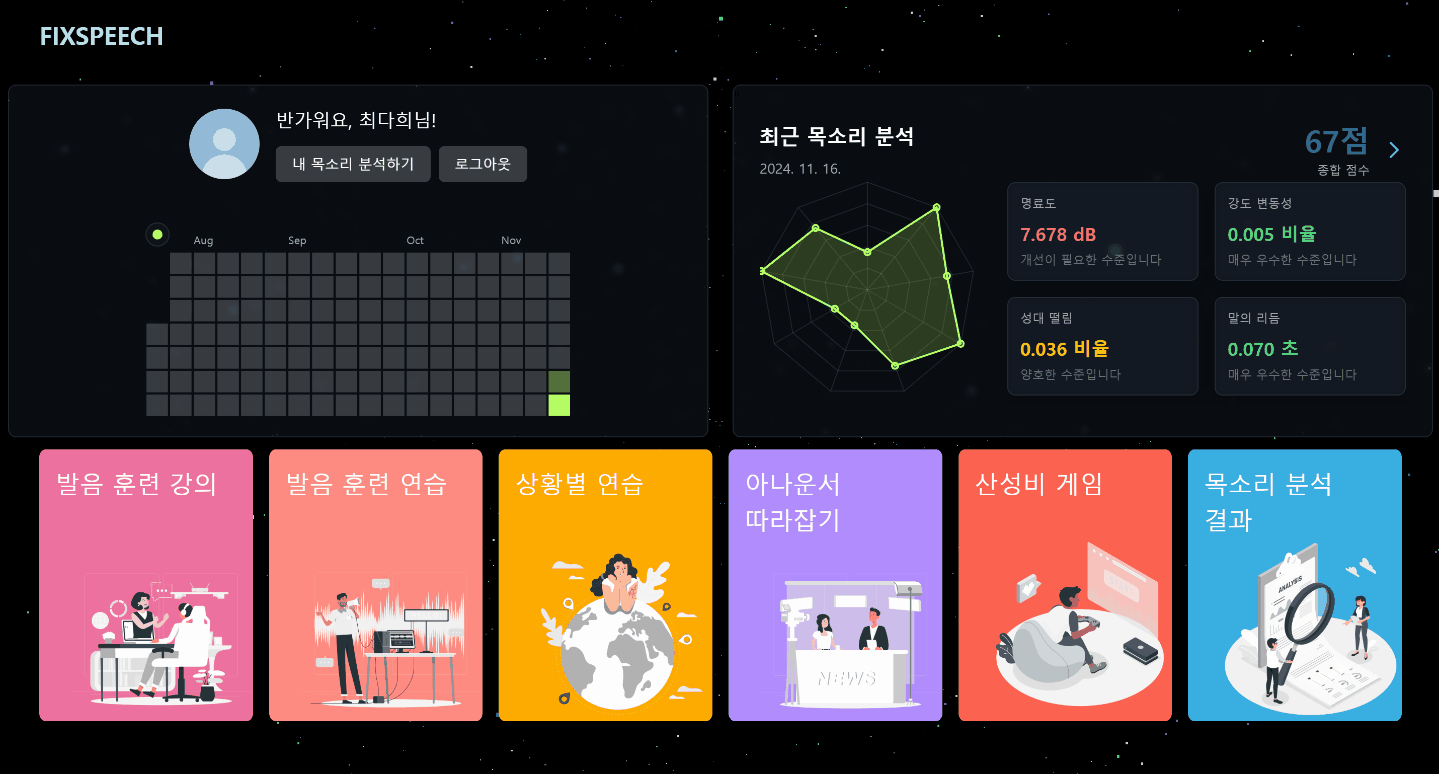 FIXSPEECH
반가워요, 최다희님!
내 목소리 분석하기
로그아웃
Aug
Sep
Oct
Nov
최근 목소리 분석
2024. 11. 16.
67점
종합 점수
명료도
7.678 dB
개선이 필요한 수준입니다
강도 변동성
0.005 비율
매우 우수한 수준입니다
성대 떨림
0.036 비율
양호한 수준입니다
말의 리듬
0.070 초
매우 우수한 수준입니다
발음 훈련 강의
발음 훈련 연습
상황별 연습
아나운서
따라잡기
NEWS
산성비 게임
목소리 분석
결과
ANALYSIS